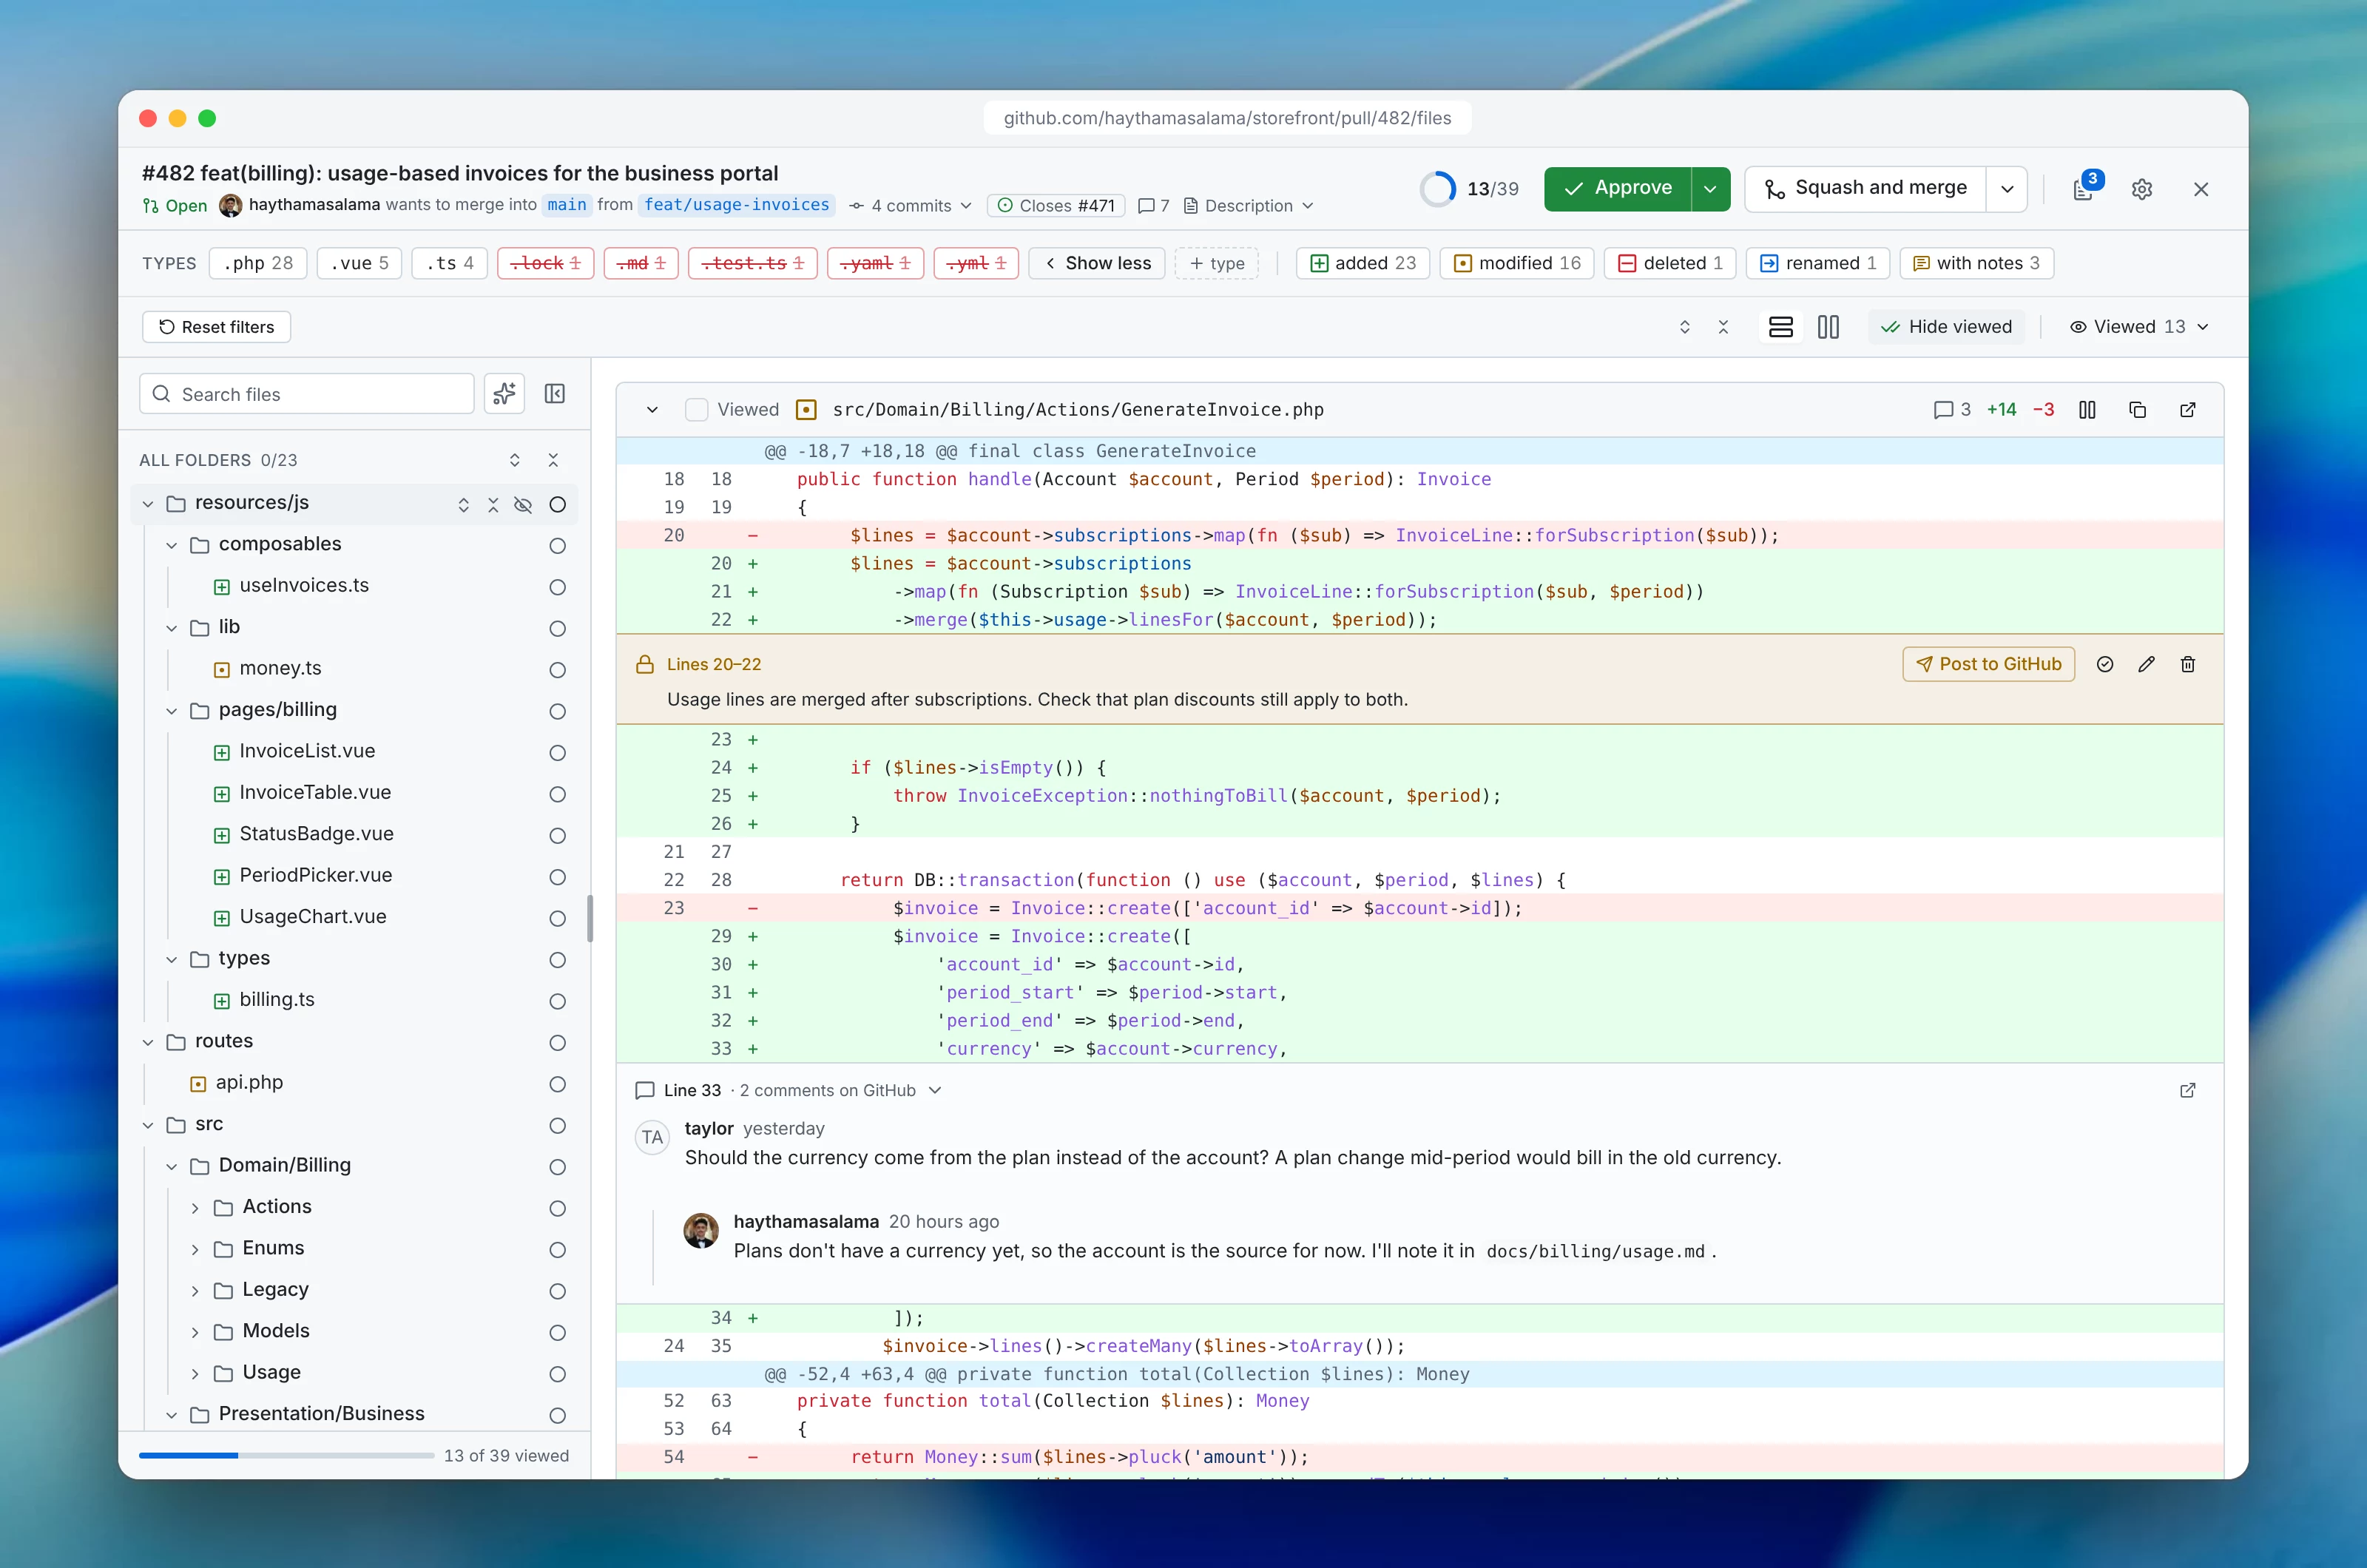 github.com/haythamasalama/storefront/pull/482/files
#482 feat(billing): usage-based invoices for the business portal
Open haythamasalama wants to merge into main from feat/usage-invoices 4 commits Closes #471 7 Description
13/39 Approve Squash and merge 3
TYPES .php 28 .vue 5 .ts 4 .lock 1 .md 1 .test.ts 1 .yaml 1 .yml 1 Show less + type added 23 modified 16 deleted 1 renamed 1 with notes 3
Reset filters Hide viewed Viewed 13
Search files
ALL FOLDERS 0/23
resources/js
composables
useInvoices.ts
lib
money.ts
pages/billing
InvoiceList.vue
InvoiceTable.vue
StatusBadge.vue
PeriodPicker.vue
UsageChart.vue
types
billing.ts
routes
api.php
src
Domain/Billing
Actions
Enums
Legacy
Models
Usage
Presentation/Business
13 of 39 viewed
Viewed src/Domain/Billing/Actions/GenerateInvoice.php 3 +14 −3
@@ -18,7 +18,18 @@ final class GenerateInvoice
18 18 public function handle(Account $account, Period $period): Invoice
19 19 {
20 − $lines = $account->subscriptions->map(fn ($sub) => InvoiceLine::forSubscription($sub));
20 + $lines = $account->subscriptions
21 + ->map(fn (Subscription $sub) => InvoiceLine::forSubscription($sub, $period))
22 + ->merge($this->usage->linesFor($account, $period));
Lines 20–22 Post to GitHub
Usage lines are merged after subscriptions. Check that plan discounts still apply to both.
23 +
24 + if ($lines->isEmpty()) {
25 + throw InvoiceException::nothingToBill($account, $period);
26 + }
21 27
22 28 return DB::transaction(function () use ($account, $period, $lines) {
23 − $invoice = Invoice::create(['account_id' => $account->id]);
29 + $invoice = Invoice::create([
30 + 'account_id' => $account->id,
31 + 'period_start' => $period->start,
32 + 'period_end' => $period->end,
33 + 'currency' => $account->currency,
Line 33 · 2 comments on GitHub
TA taylor yesterday
Should the currency come from the plan instead of the account? A plan change mid-period would bill in the old currency.
haythamasalama 20 hours ago
Plans don't have a currency yet, so the account is the source for now. I'll note it in docs/billing/usage.md .
34 + ]);
24 35 $invoice->lines()->createMany($lines->toArray());
@@ -52,4 +63,4 @@ private function total(Collection $lines): Money
52 63 private function total(Collection $lines): Money
53 64 {
54 − return Money::sum($lines->pluck('amount'));